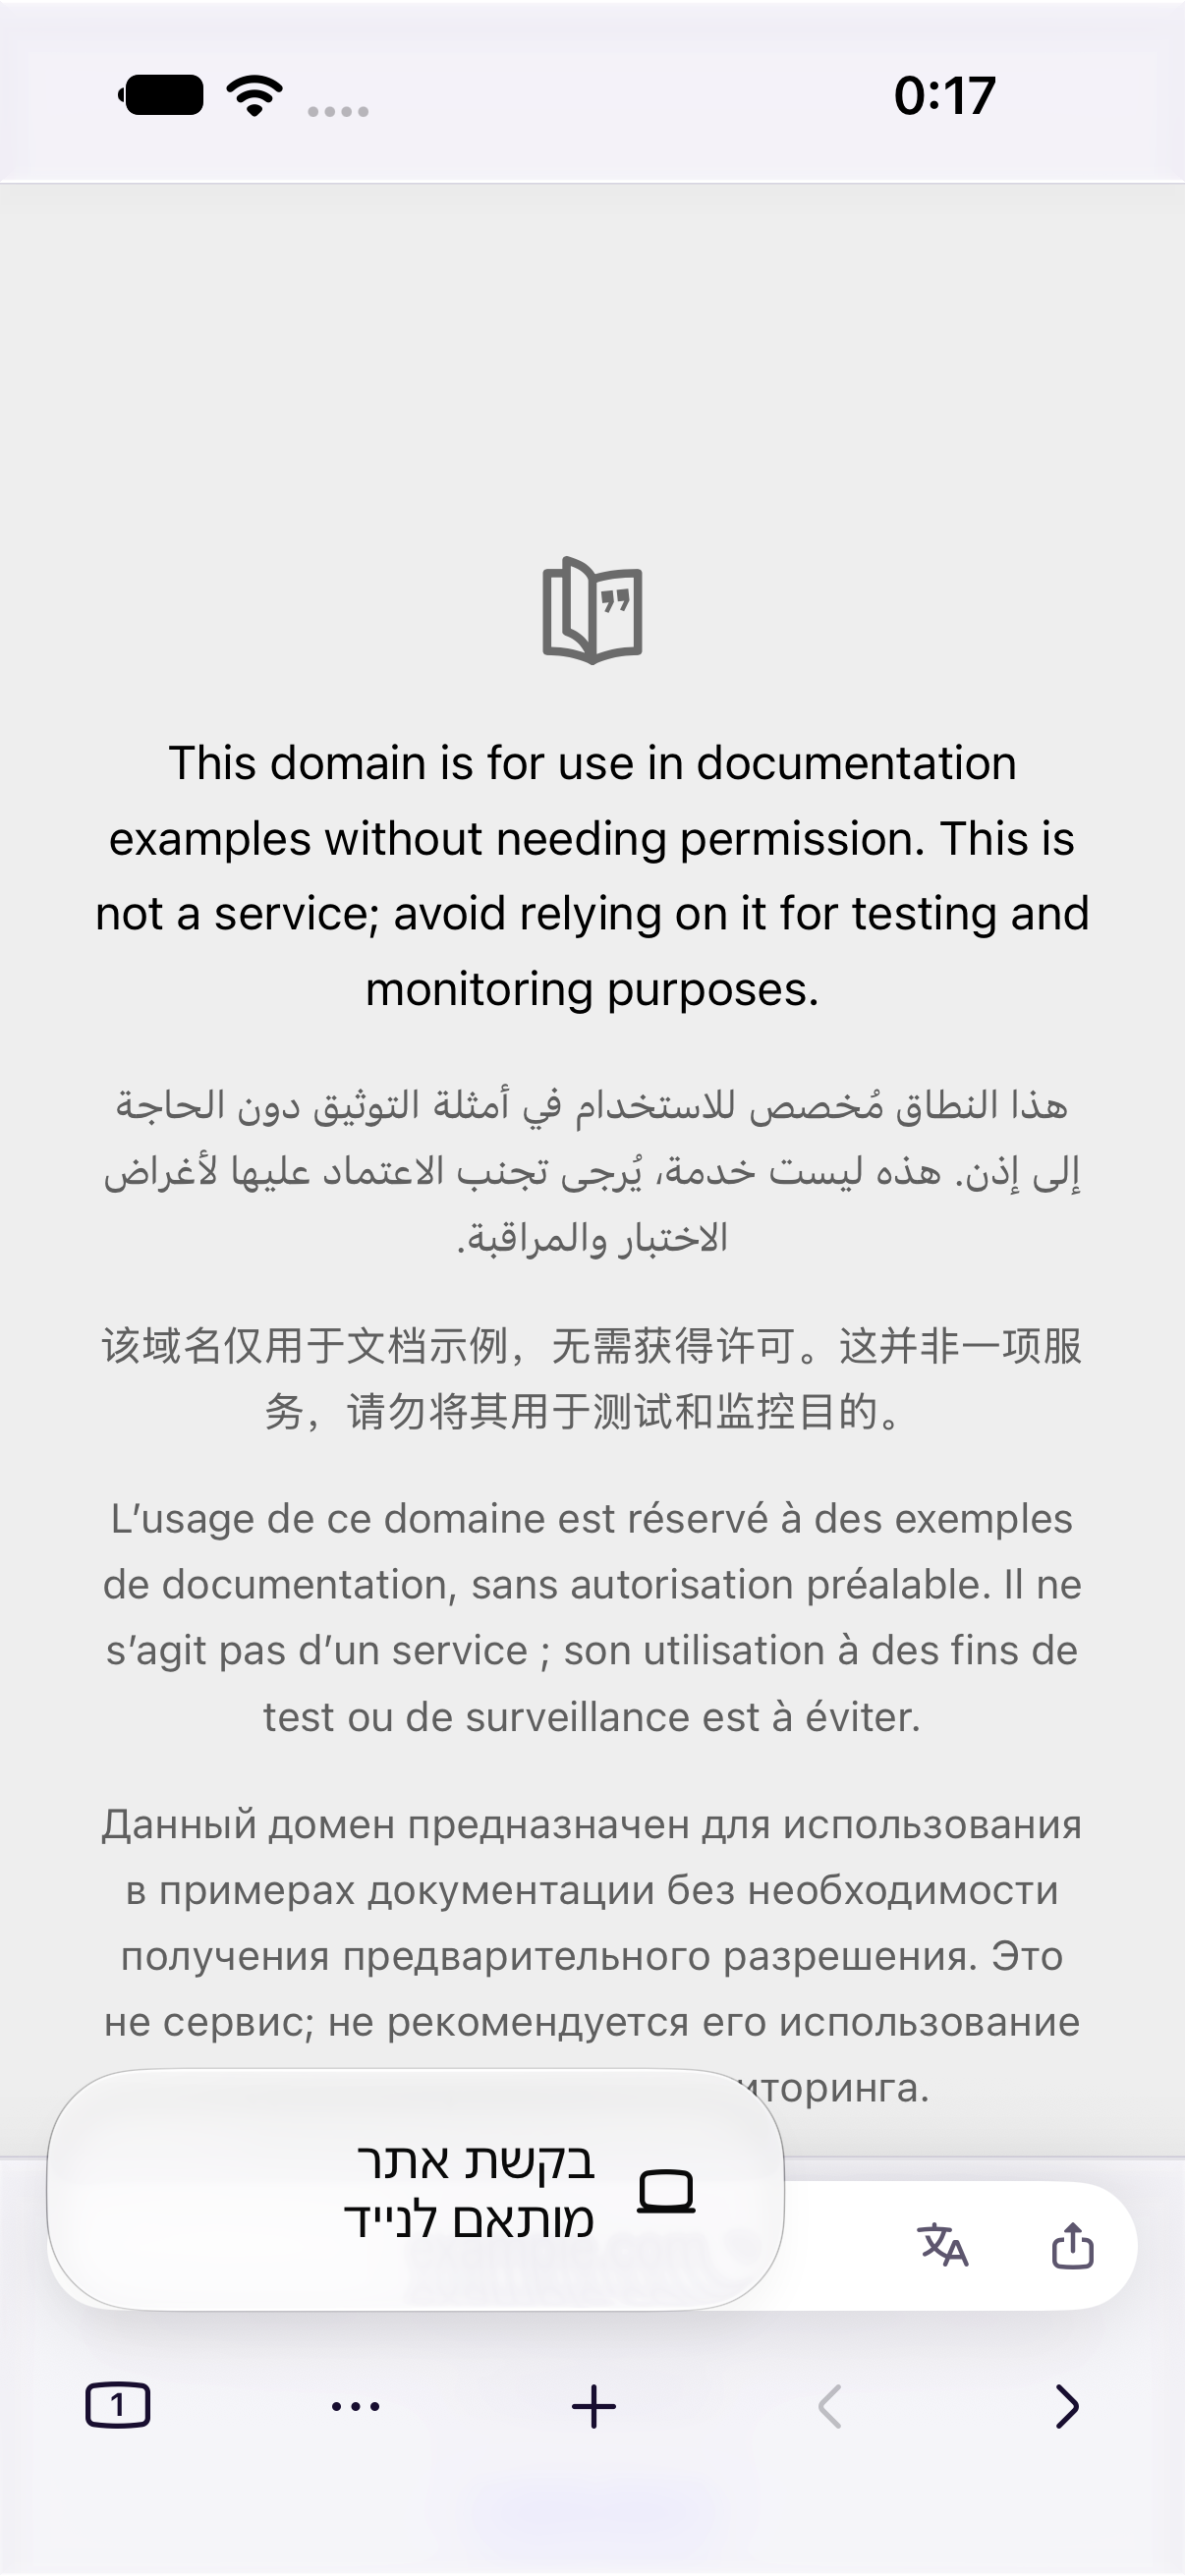 0:17
This domain is for use in documentation
examples without needing permission. This is
not a service; avoid relying on it for testing and
monitoring purposes.
هذا النطاق مُخصص للاستخدام في أمثلة التوثيق دون الحاجة
إلى إذن. هذه ليست خدمة، يُرجى تجنب الاعتماد عليها لأغراض
الاختبار والمراقبة.
该域名仅用于文档示例，无需获得许可。这并非一项服
务，请勿将其用于测试和监控目的。
L’usage de ce domaine est réservé à des exemples
de documentation, sans autorisation préalable. Il ne
s’agit pas d’un service ; son utilisation à des fins de
test ou de surveillance est à éviter.
Данный домен предназначен для использования
в примерах документации без необходимости
получения предварительного разрешения. Это
не сервис; не рекомендуется его использование
בקשת אתר
מותאם לנייד
1